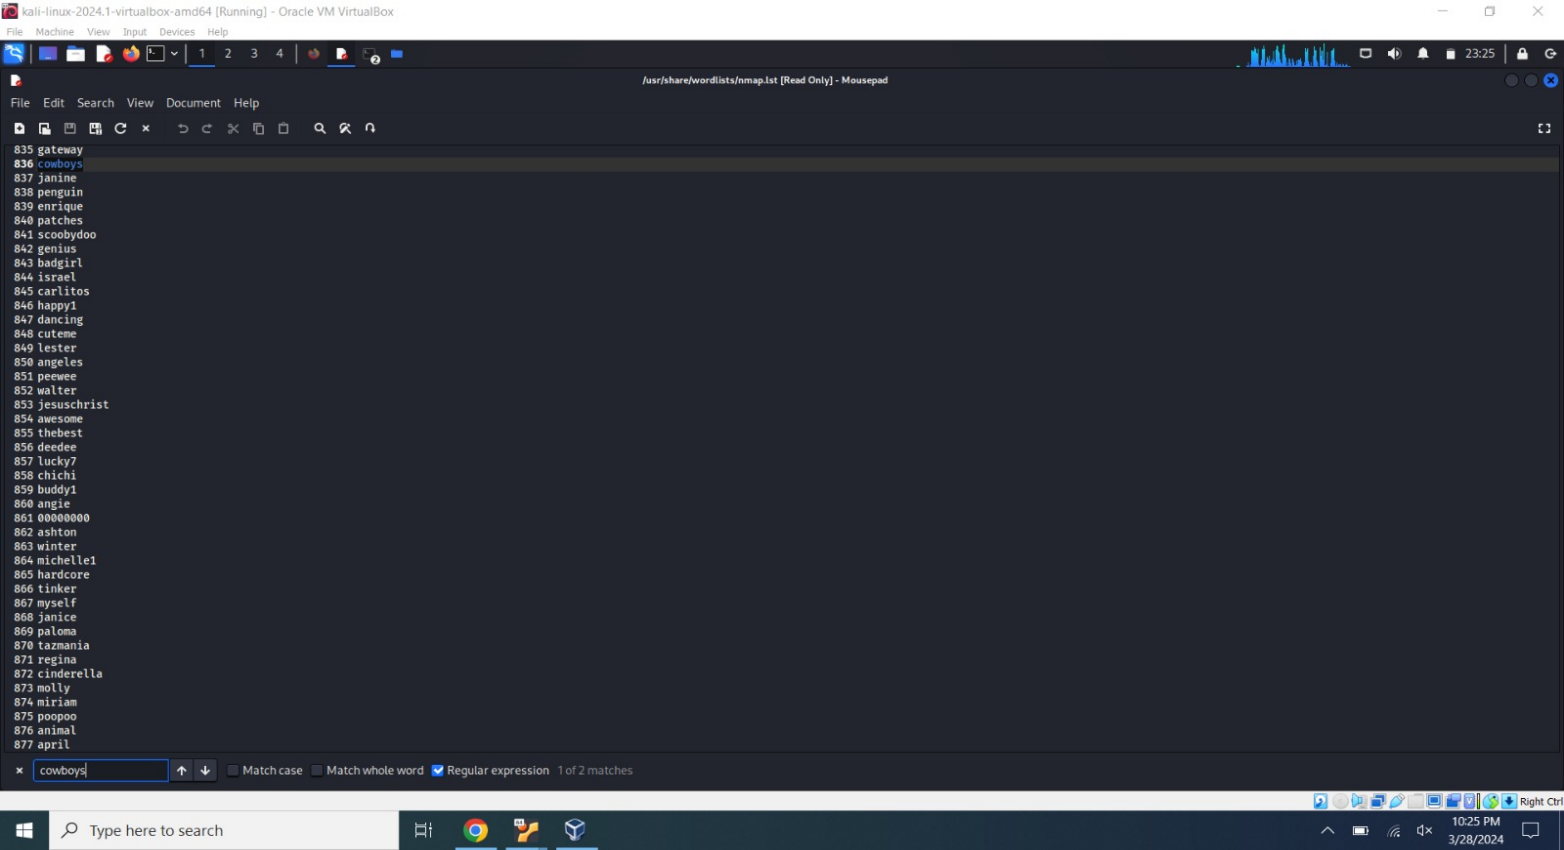 kali-linux-2024.1-virtualbox-amd64 [Running] - Oracle VM VirtualBox
File Machine View Input Devices Help
1 2 3 4 2 23:25
/usr/share/wordlists/nmap.lst [Read Only] - Mousepad
File Edit Search View Document Help
835 gateway
836 cowboys
837 janine
838 penguin
839 enrique
840 patches
841 scoobydoo
842 genius
843 badgirl
844 israel
845 carlitos
846 happy1
847 dancing
848 cuteme
849 lester
850 angeles
851 peewee
852 walter
853 jesuschrist
854 awesome
855 thebest
856 deedee
857 lucky7
858 chichi
859 buddy1
860 angie
861 00000000
862 ashton
863 winter
864 michelle1
865 hardcore
866 tinker
867 myself
868 janice
869 paloma
870 tazmania
871 regina
872 cinderella
873 molly
874 miriam
875 poopoo
876 animal
877 april
cowboys Match case Match whole word Regular expression 1 of 2 matches
Right Ctrl
Type here to search
10:25 PM
3/28/2024